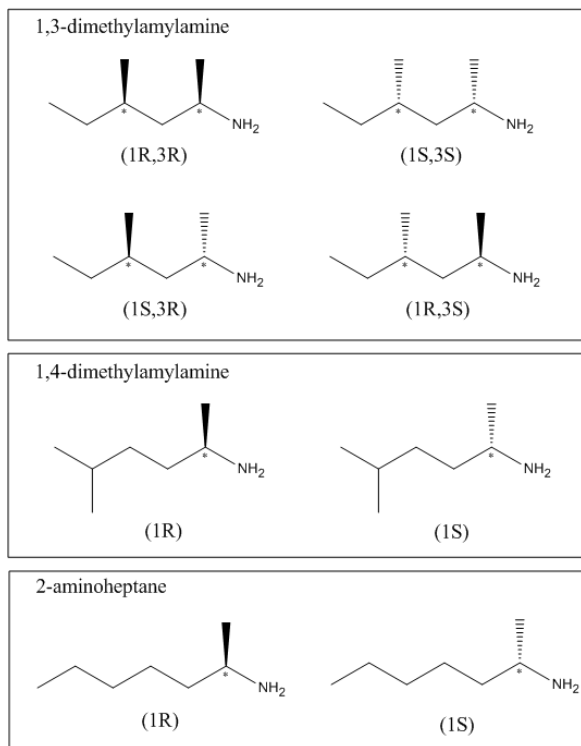 1,3-dimethylamylamine
* * NH2 * * NH2
(1R,3R) (1S,3S)
* * NH2 * * NH2
(1S,3R) (1R,3S)
1,4-dimethylamylamine
* NH2 * NH2
(1R) (1S)
2-aminoheptane
* NH2 * NH2
(1R) (1S)